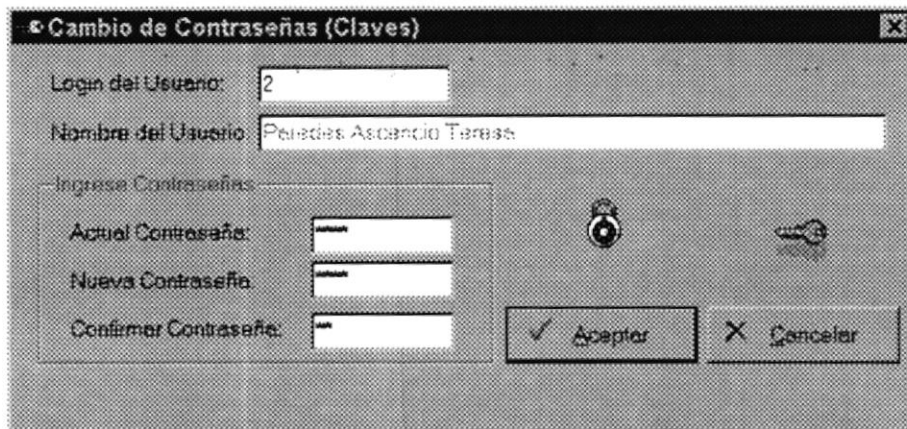 Cambio de Contraseñas (Claves)
Login del Usuario: 2
Nombre del Usuario: Paredes Ascencio Teresa
Ingrese Contraseñas
Actual Contraseña: *****
Nueva Contraseña: *****
Confirmar Contraseña: ***
Aceptar Cancelar